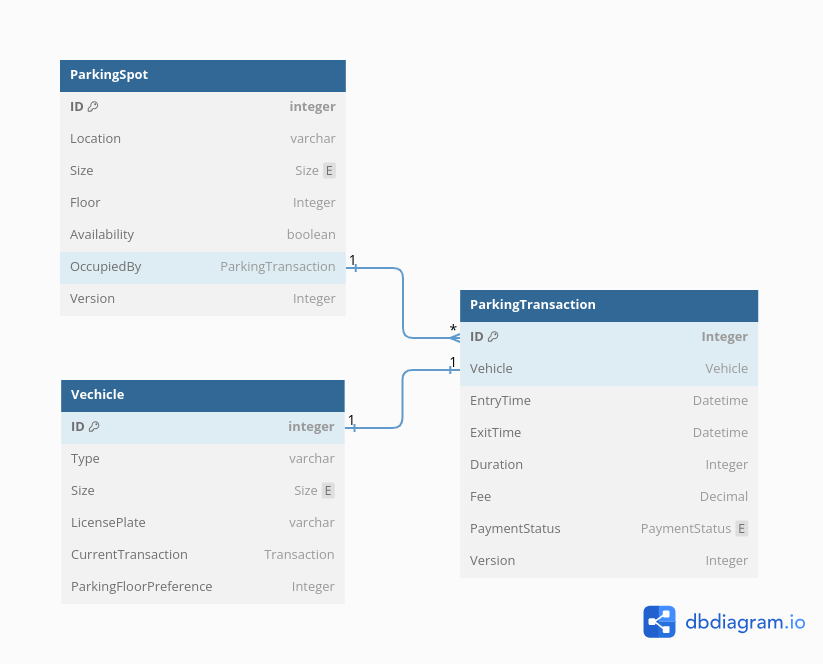 ParkingSpot
ID integer
Location varchar
Size Size E
Floor Integer
Availability boolean
OccupiedBy ParkingTransaction
Version Integer
1
*
1
1
ParkingTransaction
ID Integer
Vehicle Vehicle
EntryTime Datetime
ExitTime Datetime
Duration Integer
Fee Decimal
PaymentStatus PaymentStatus E
Version Integer
Vechicle
ID integer
Type varchar
Size Size E
LicensePlate varchar
CurrentTransaction Transaction
ParkingFloorPreference Integer
dbdiagram.io